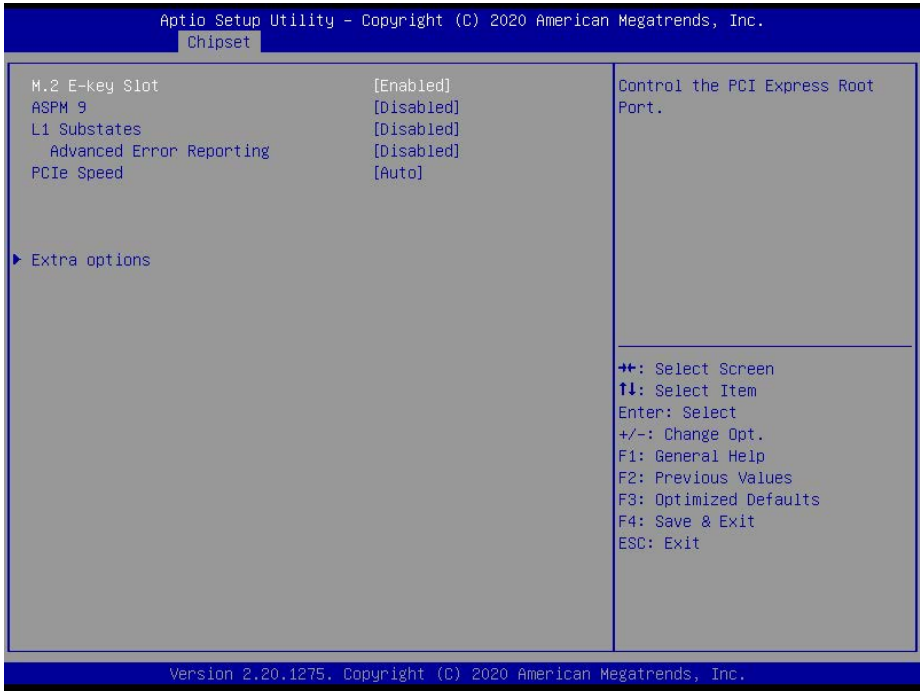 Aptio Setup Utility – Copyright (C) 2020 American Megatrends, Inc.
Chipset
M.2 E-key Slot [Enabled]
ASPM 9 [Disabled]
L1 Substates [Disabled]
Advanced Error Reporting [Disabled]
PCIe Speed [Auto]
▶ Extra options
Control the PCI Express Root
Port.
→←: Select Screen
↑↓: Select Item
Enter: Select
+/-: Change Opt.
F1: General Help
F2: Previous Values
F3: Optimized Defaults
F4: Save & Exit
ESC: Exit
Version 2.20.1275. Copyright (C) 2020 American Megatrends, Inc.